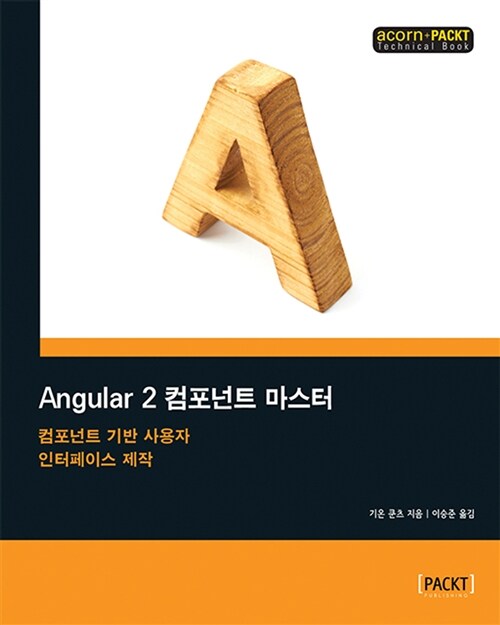 acorn+PACKT
Technical Book
Angular 2 컴포넌트 마스터
컴포넌트 기반 사용자
인터페이스 제작
기온 쿤츠 지음 | 이승준 옮김
[PACKT]
PUBLISHING